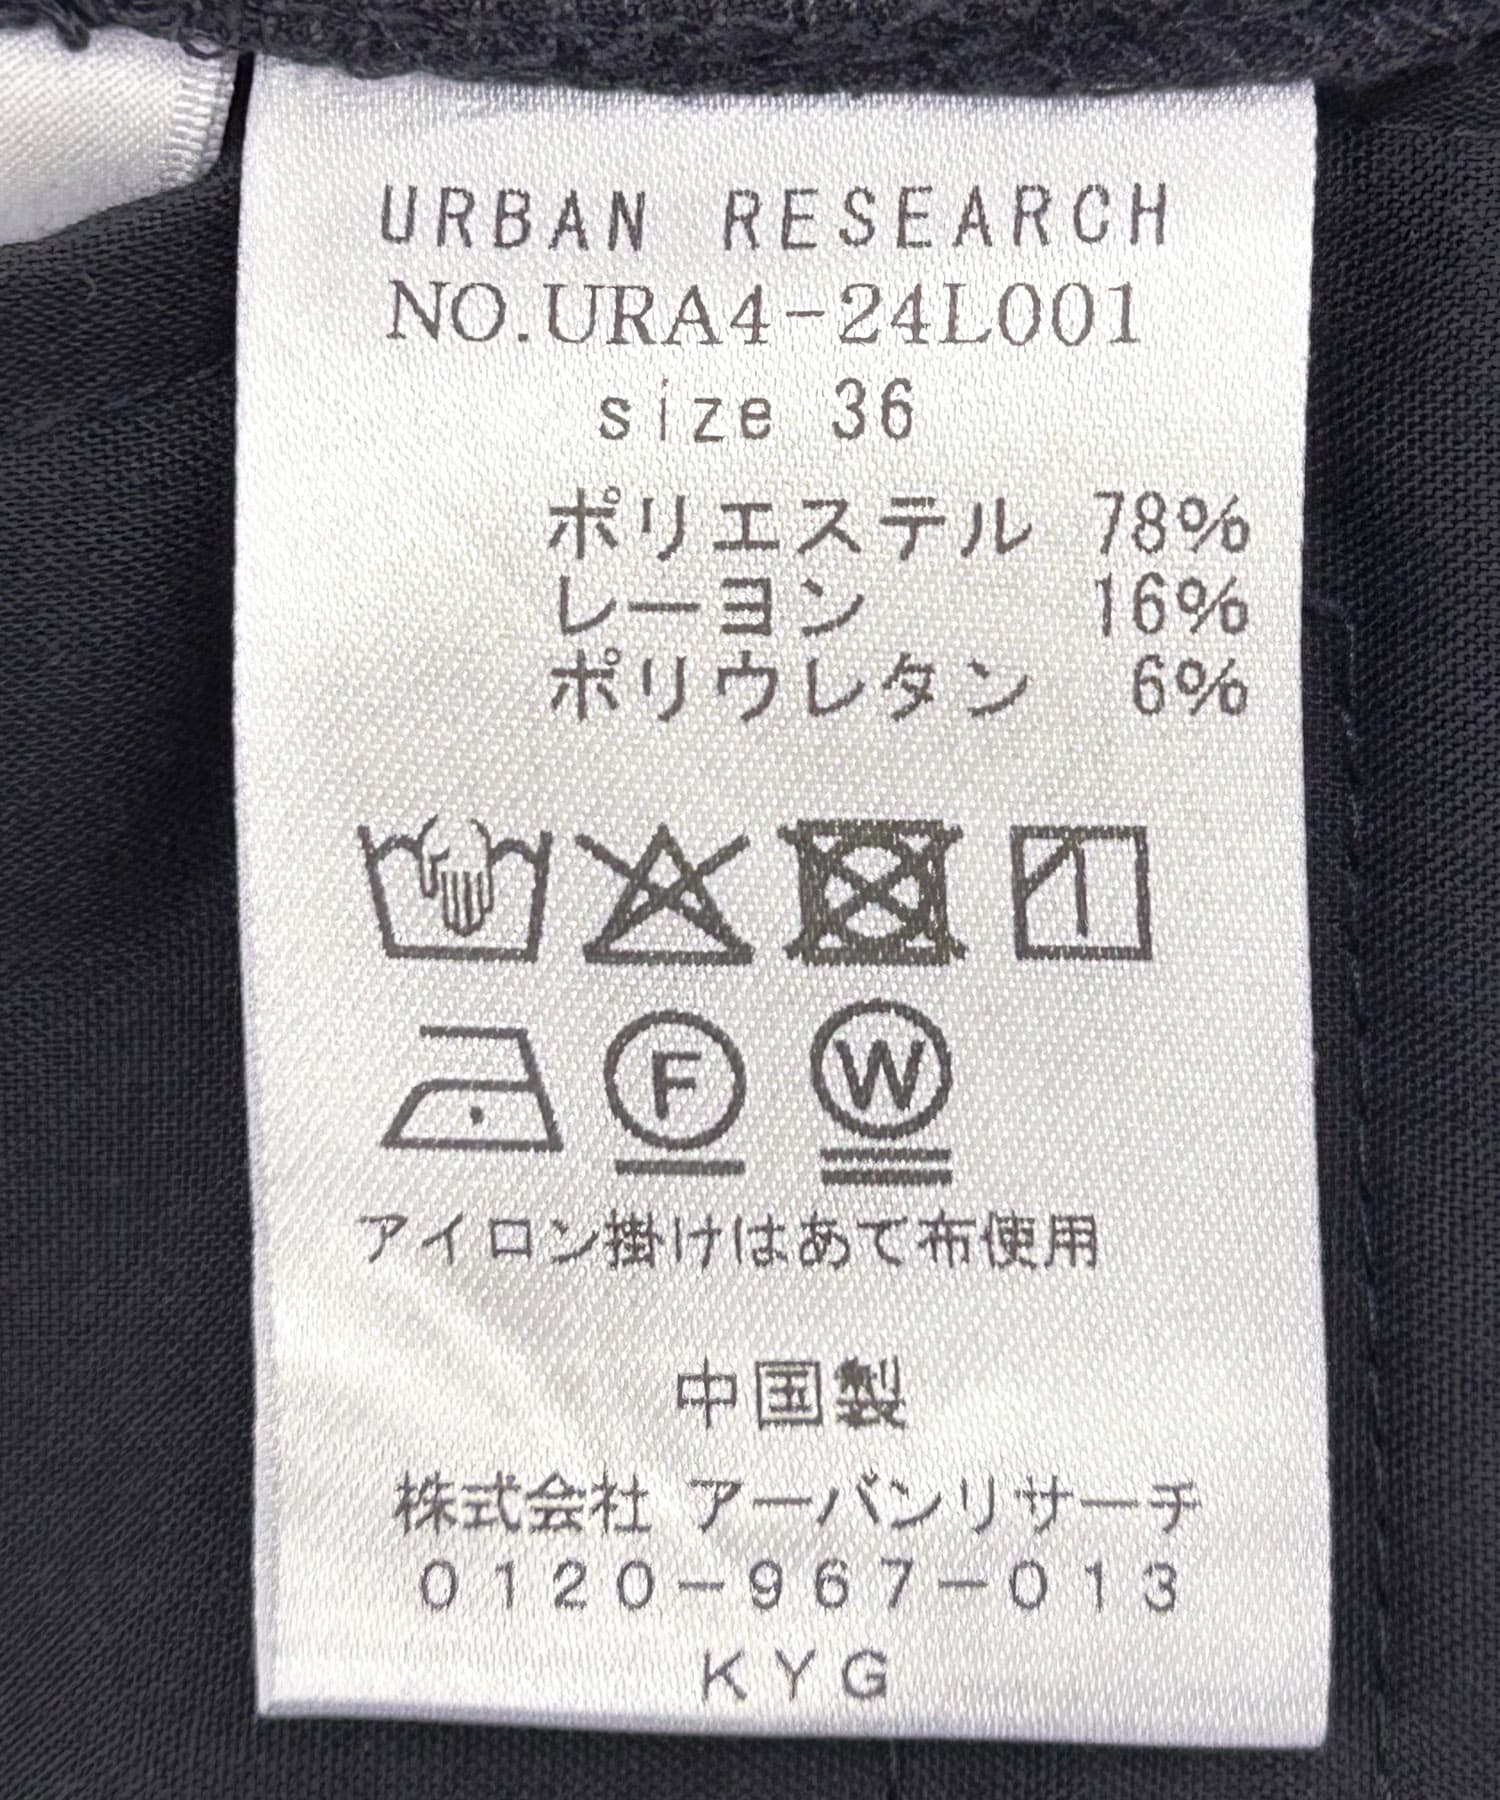 URBAN RESEARCH
NO.URA4-24L001
size 36
ポリエステル 78%
レーヨン 16%
ポリウレタン 6%
F W
アイロン掛けはあて布使用
中国製
株式会社 アーバンリサーチ
0120-967-013
KYG